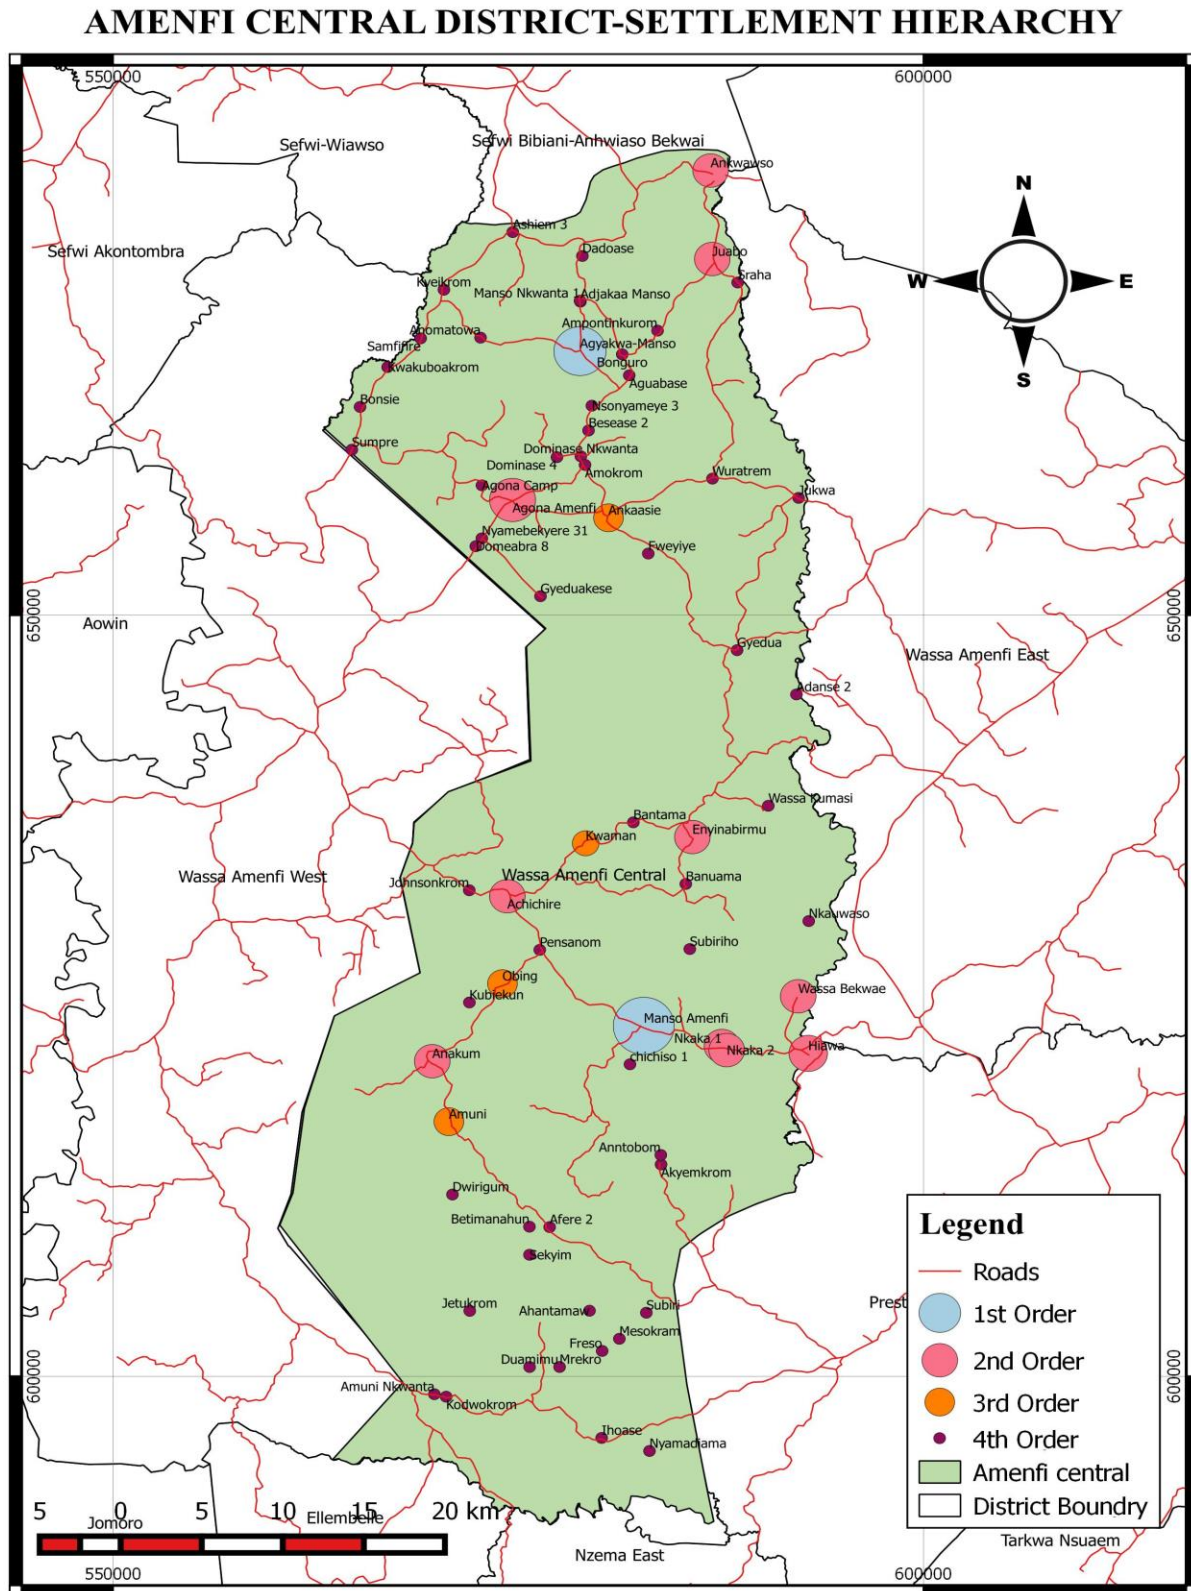 AMENFI CENTRAL DISTRICT-SETTLEMENT HIERARCHY
550000
600000
Sefwi-Wiawso
Sefwi Bibiani-Anhwiaso Bekwai
Ankwawso
N
Ashiem 3
Sefwi Akontombra
Dadoase
Juabo
W
E
Sraha
Kyeikrom
Manso Nkwanta 1
Adjakaa Manso
Ampontinkurom
Ahomatowa
Agyakwa-Manso
Samfifire
Bonguro
Kwakuboakrom
S
Aguabase
Bonsie
Nsonyameye 3
Besease 2
Sumpre
Dominase Nkwanta
Dominase 4
Amokrom
Wuratrem
Agona Camp
Jukwa
Agona Amenfi
Ankaasie
Nyamebekyere 31
Domeabra 8
Fweyiye
Gyeduakese
650000
650000
Aowin
Gyedua
Wassa Amenfi East
Adanse 2
Wassa Kumasi
Bantama
Enyinabirmu
Kwaman
Wassa Amenfi West
Wassa Amenfi Central
Johnsonkrom
Banuama
Achichire
Nkauwaso
Pensanom
Subiriho
Obing
Kubiekun
Wassa Bekwae
Manso Amenfi
Nkaka 1
Nkaka 2
Hiawa
Anakum
chichiso 1
Amuni
Anntobom
Akyemkrom
Dwirigum
Betimanahun
Afere 2
Sekyim
Jetukrom
Ahantamaw
Subiri
Prest
Mesokram
Freso
Duamimu
Mrekro
Amuni Nkwanta
Kodwokrom
600000
600000
Ihoase
Nyamadiama
Legend
Roads
1st Order
2nd Order
3rd Order
4th Order
Amenfi central
District Boundry
5 0 5 10 15 20 km
Jomoro
Ellembelle
Nzema East
Tarkwa Nsuaem
550000
600000